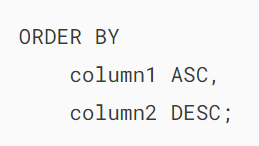 ORDER BY
    column1 ASC,
    column2 DESC;